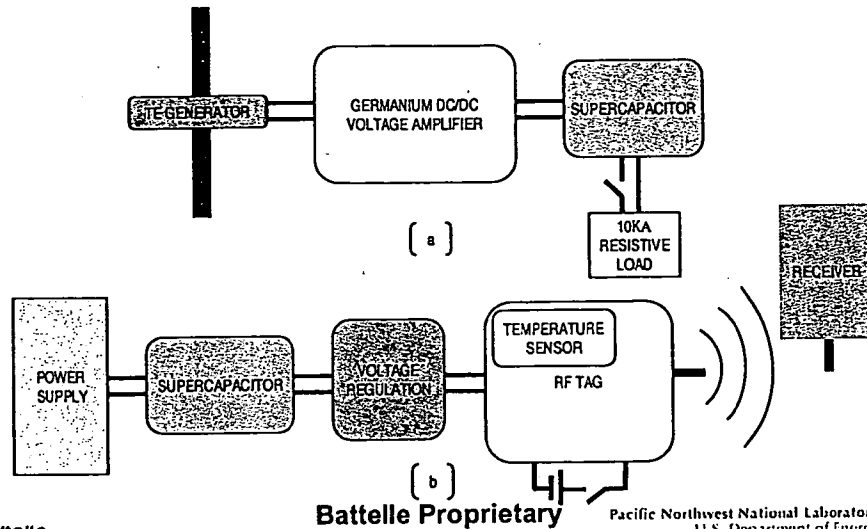 TE GENERATOR
GERMANIUM DC/DC
VOLTAGE AMPLIFIER
SUPERCAPACITOR
10KA
RESISTIVE
LOAD
( a )
RECEIVER
POWER
SUPPLY
SUPERCAPACITOR
VOLTAGE
REGULATION
TEMPERATURE
SENSOR
RF TAG
( b )
Battelle Proprietary
Pacific Northwest National Laborator
U.S. Department of Energ